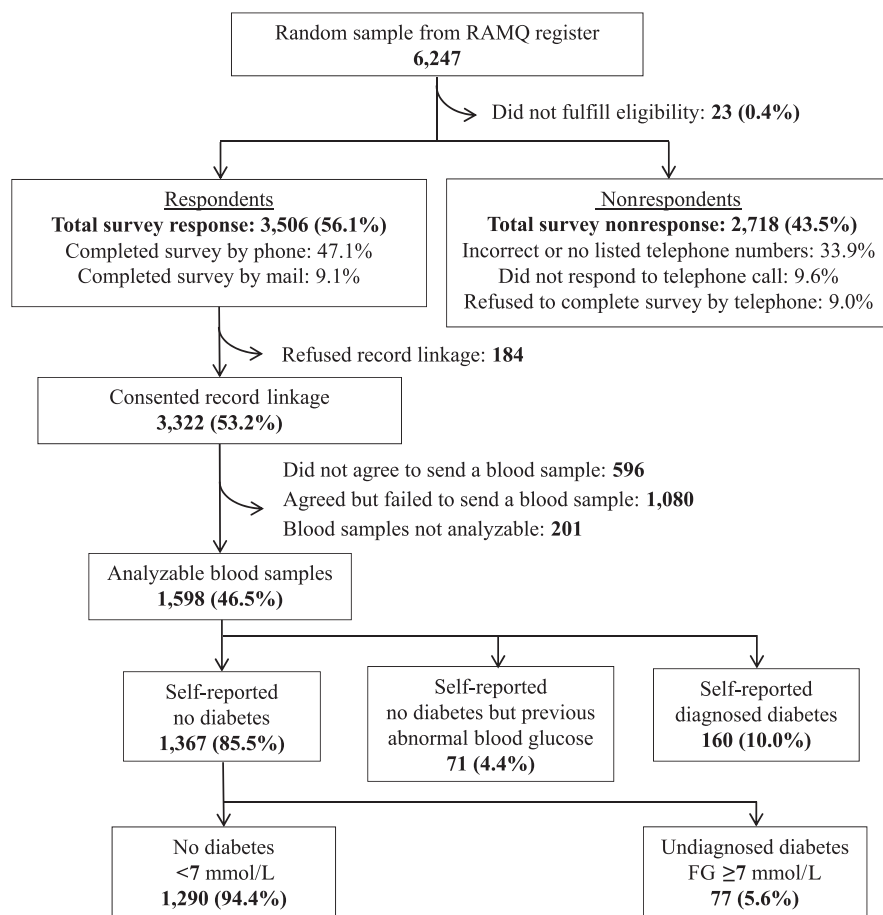 Random sample from RAMQ register
6,247
Did not fulfill eligibility: 23 (0.4%)
Respondents
Total survey response: 3,506 (56.1%)
Completed survey by phone: 47.1%
Completed survey by mail: 9.1%
Nonrespondents
Total survey nonresponse: 2,718 (43.5%)
Incorrect or no listed telephone numbers: 33.9%
Did not respond to telephone call: 9.6%
Refused to complete survey by telephone: 9.0%
Refused record linkage: 184
Consented record linkage
3,322 (53.2%)
Did not agree to send a blood sample: 596
Agreed but failed to send a blood sample: 1,080
Blood samples not analyzable: 201
Analyzable blood samples
1,598 (46.5%)
Self-reported
no diabetes
1,367 (85.5%)
Self-reported
no diabetes but previous
abnormal blood glucose
71 (4.4%)
Self-reported
diagnosed diabetes
160 (10.0%)
No diabetes
<7 mmol/L
1,290 (94.4%)
Undiagnosed diabetes
FG ≥7 mmol/L
77 (5.6%)